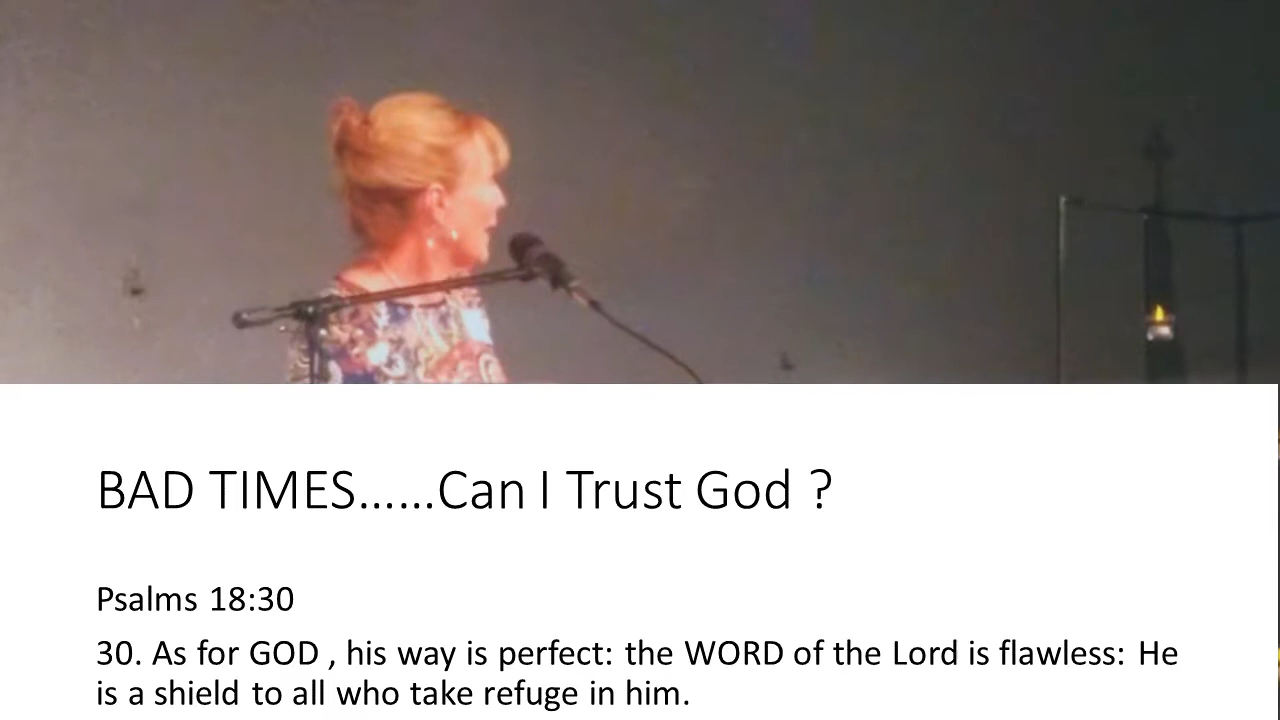 BAD TIMES......Can I Trust God ?
Psalms 18:30
30. As for GOD , his way is perfect: the WORD of the Lord is flawless: He
is a shield to all who take refuge in him.